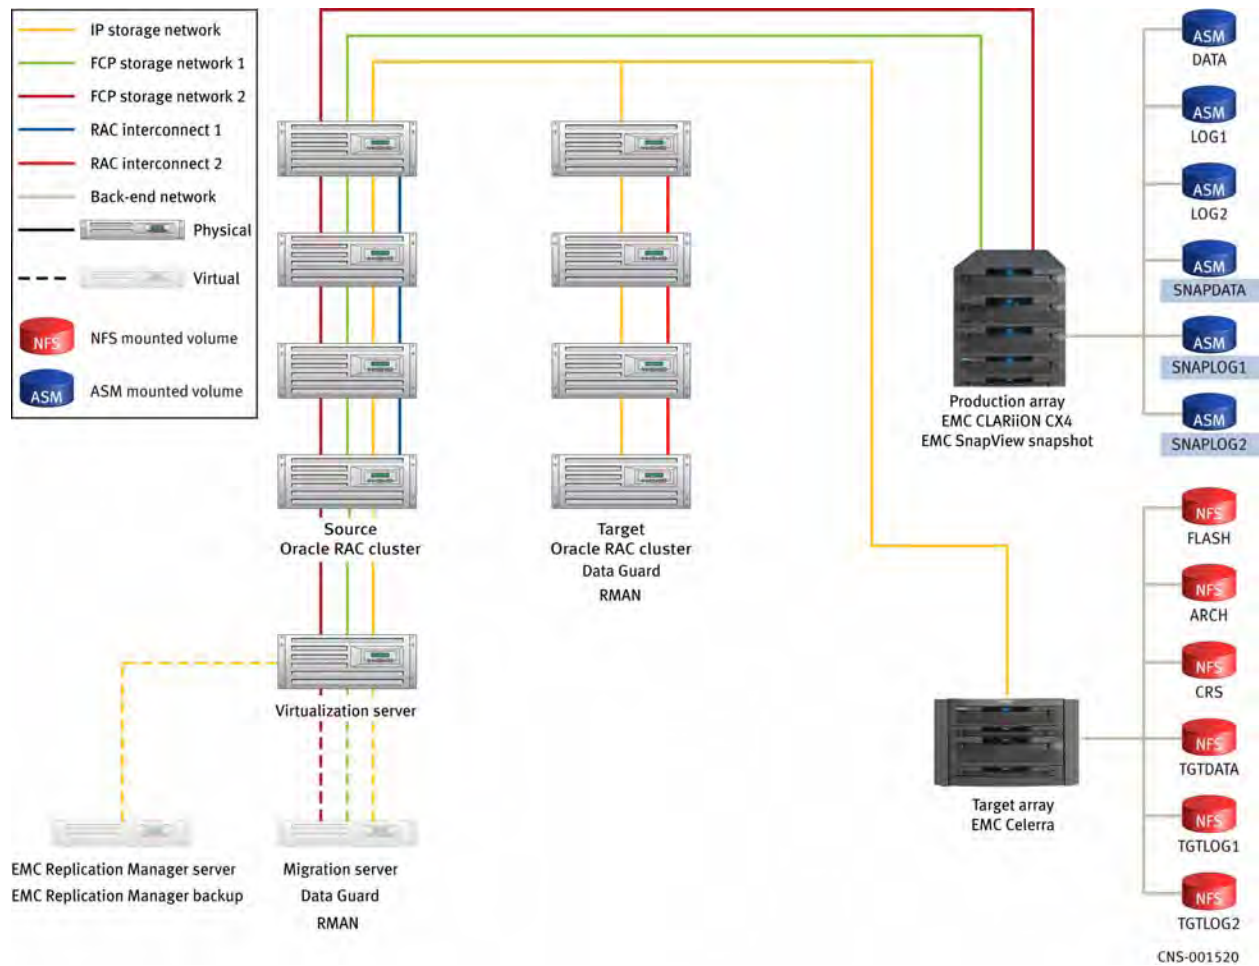 IP storage network
FCP storage network 1
FCP storage network 2
RAC interconnect 1
RAC interconnect 2
Back-end network
Physical
Virtual
NFS
NFS mounted volume
ASM
ASM mounted volume
Source
Oracle RAC cluster
Target
Oracle RAC cluster
Data Guard
RMAN
Virtualization server
EMC Replication Manager server
EMC Replication Manager backup
Migration server
Data Guard
RMAN
Production array
EMC CLARiiON CX4
EMC SnapView snapshot
Target array
EMC Celerra
ASM
DATA
ASM
LOG1
ASM
LOG2
ASM
SNAPDATA
ASM
SNAPLOG1
ASM
SNAPLOG2
NFS
FLASH
NFS
ARCH
NFS
CRS
NFS
TGTDATA
NFS
TGTLOG1
NFS
TGTLOG2
CNS-001520